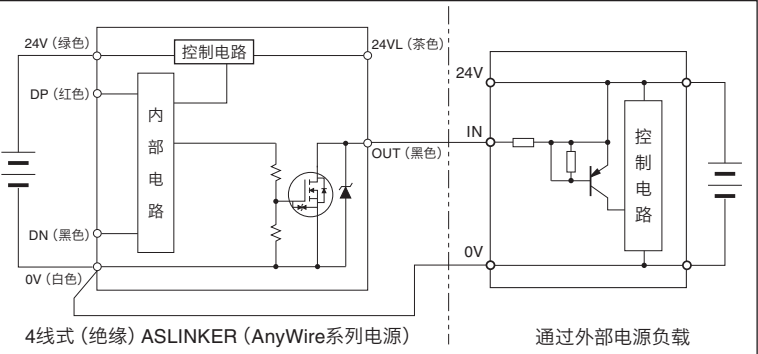 24V（绿色）
控制电路
24VL（茶色）
24V
DP（红色）
内部电路
IN
OUT（黑色）
控制电路
DN（黑色）
0V
0V（白色）
4线式（绝缘）ASLINKER（AnyWire系列电源）
通过外部电源负载